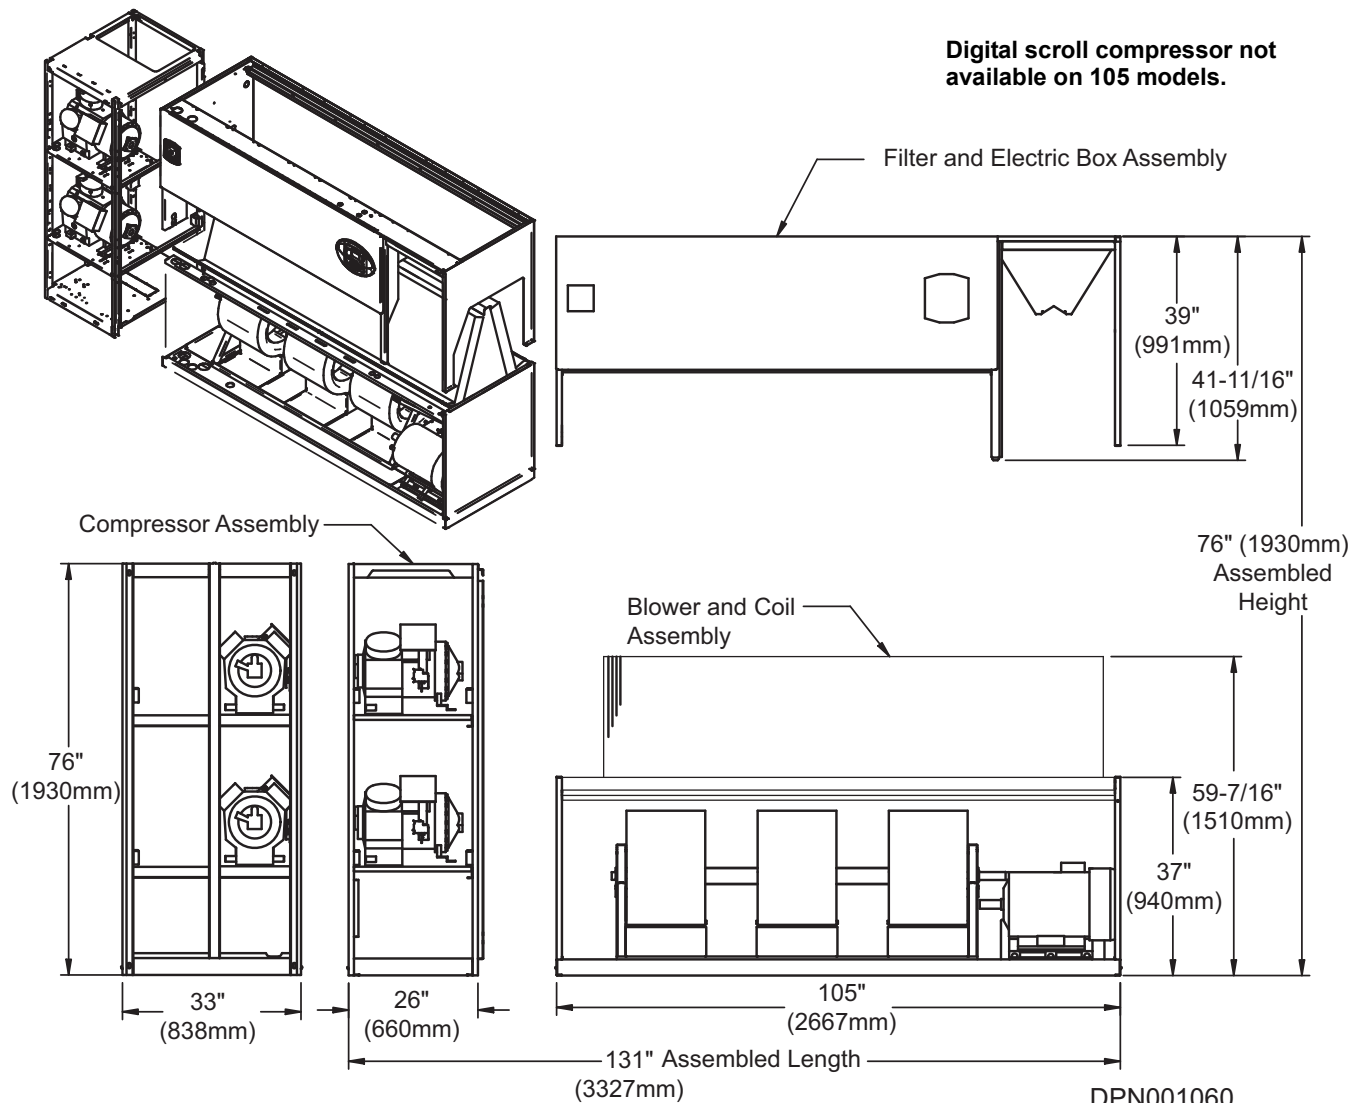 Digital scroll compressor not
available on 105 models.
Filter and Electric Box Assembly
39"
(991mm)
41-11/16"
(1059mm)
Compressor Assembly
76" (1930mm)
Assembled
Height
Blower and Coil
Assembly
76"
(1930mm)
59-7/16"
(1510mm)
37"
(940mm)
33"
(838mm)
26"
(660mm)
105"
(2667mm)
131" Assembled Length
(3327mm)
DPN001060